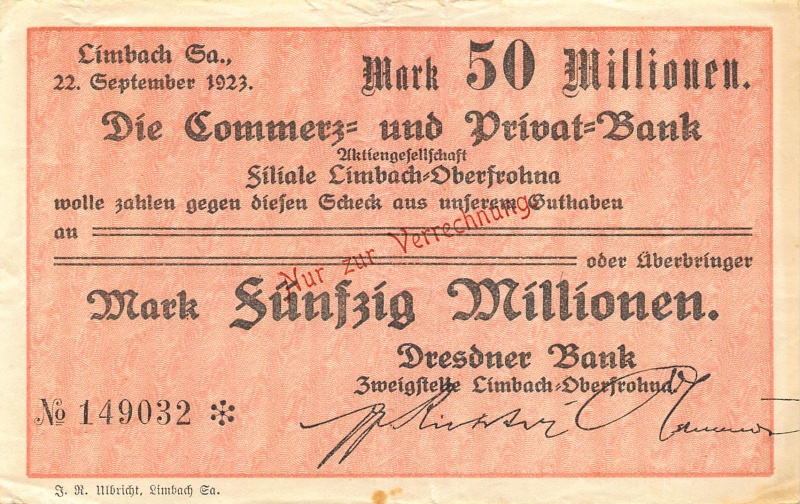 Limbach Sa.,
22. September 1923.
Mark 50 Millionen.
Die Commerz- und Privat-Bank
Aktiengesellschaft
Filiale Limbach-Oberfrohna
wolle zahlen gegen diesen Scheck aus unserem Guthaben
an
oder Überbringer
Nur zur Verrechnung
Mark Fünfzig Millionen.
Dresdner Bank
Zweigstelle Limbach-Oberfrohna.
№ 149032 *
J. R. Ulbricht, Limbach Sa.